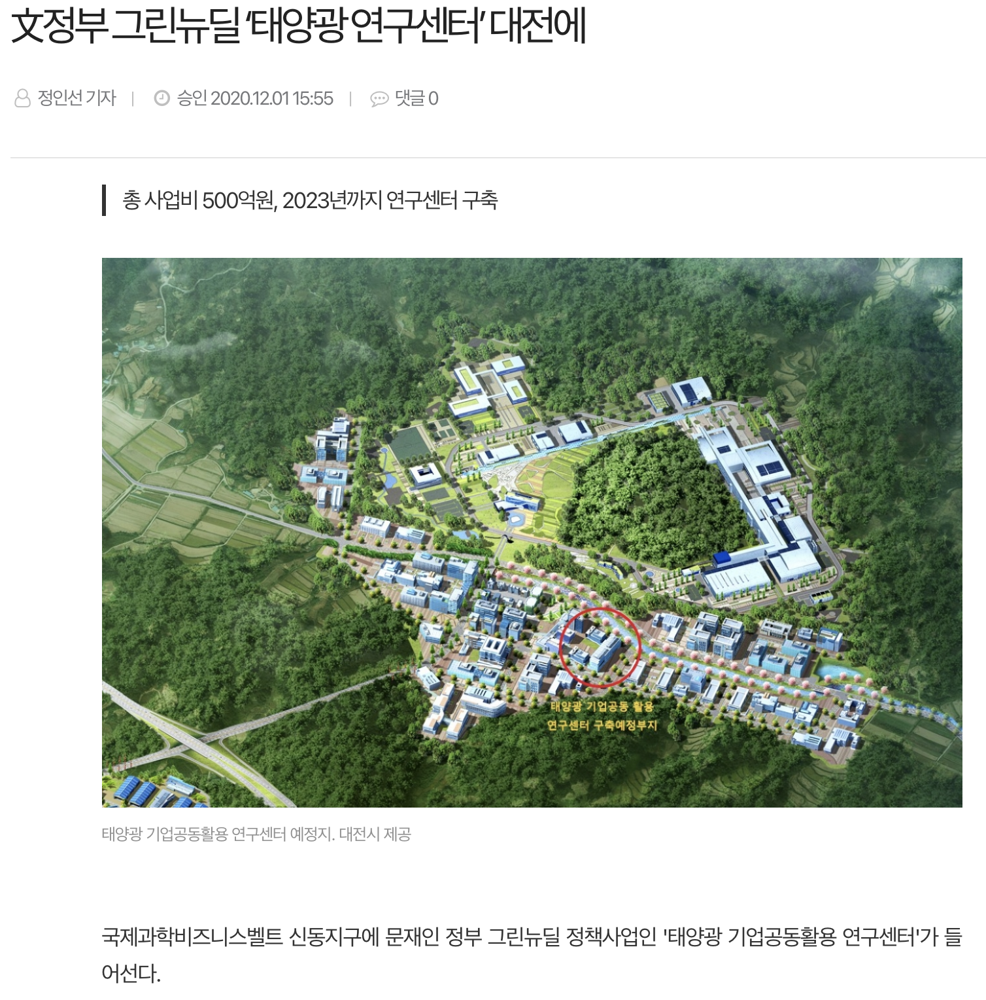 文정부 그린뉴딜 ‘태양광 연구센터’ 대전에
정인선 기자 | 승인 2020.12.01 15:55 | 댓글 0
총 사업비 500억원, 2023년까지 연구센터 구축
태양광 기업공동 활용
연구센터 구축예정부지
태양광 기업공동활용 연구센터 예정지. 대전시 제공
국제과학비즈니스벨트 신동지구에 문재인 정부 그린뉴딜 정책사업인 '태양광 기업공동활용 연구센터'가 들
어선다.